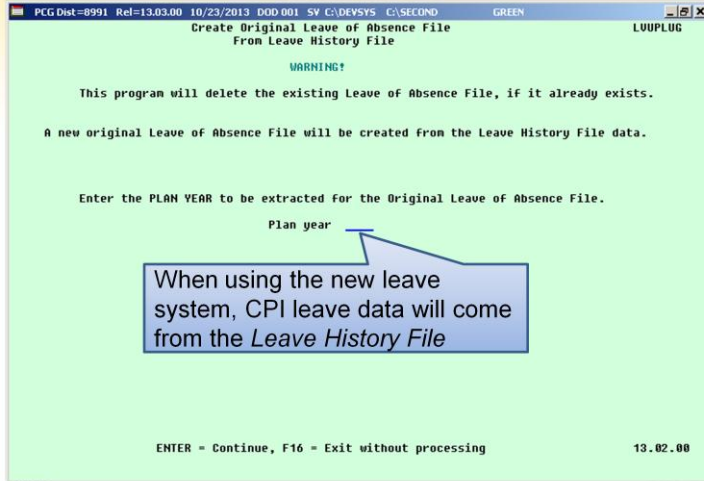 PCG Dist=8991 Rel=13.03.00 10/23/2013 DOD 001 SV C:\DEVSYS C:\SECOND GREEN
Create Original Leave of Absence File LVUPLUG
From Leave History File
WARNING!
This program will delete the existing Leave of Absence File, if it already exists.
A new original Leave of Absence File will be created from the Leave History File data.
Enter the PLAN YEAR to be extracted for the Original Leave of Absence File.
Plan year
When using the new leave
system, CPI leave data will come
from the Leave History File
ENTER = Continue, F16 = Exit without processing 13.02.00